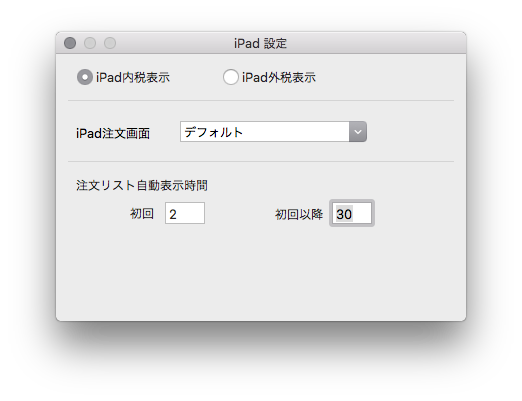 iPad 設定
iPad内税表示 iPad外税表示
iPad注文画面 デフォルト
注文リスト自動表示時間
初回 2 初回以降 30